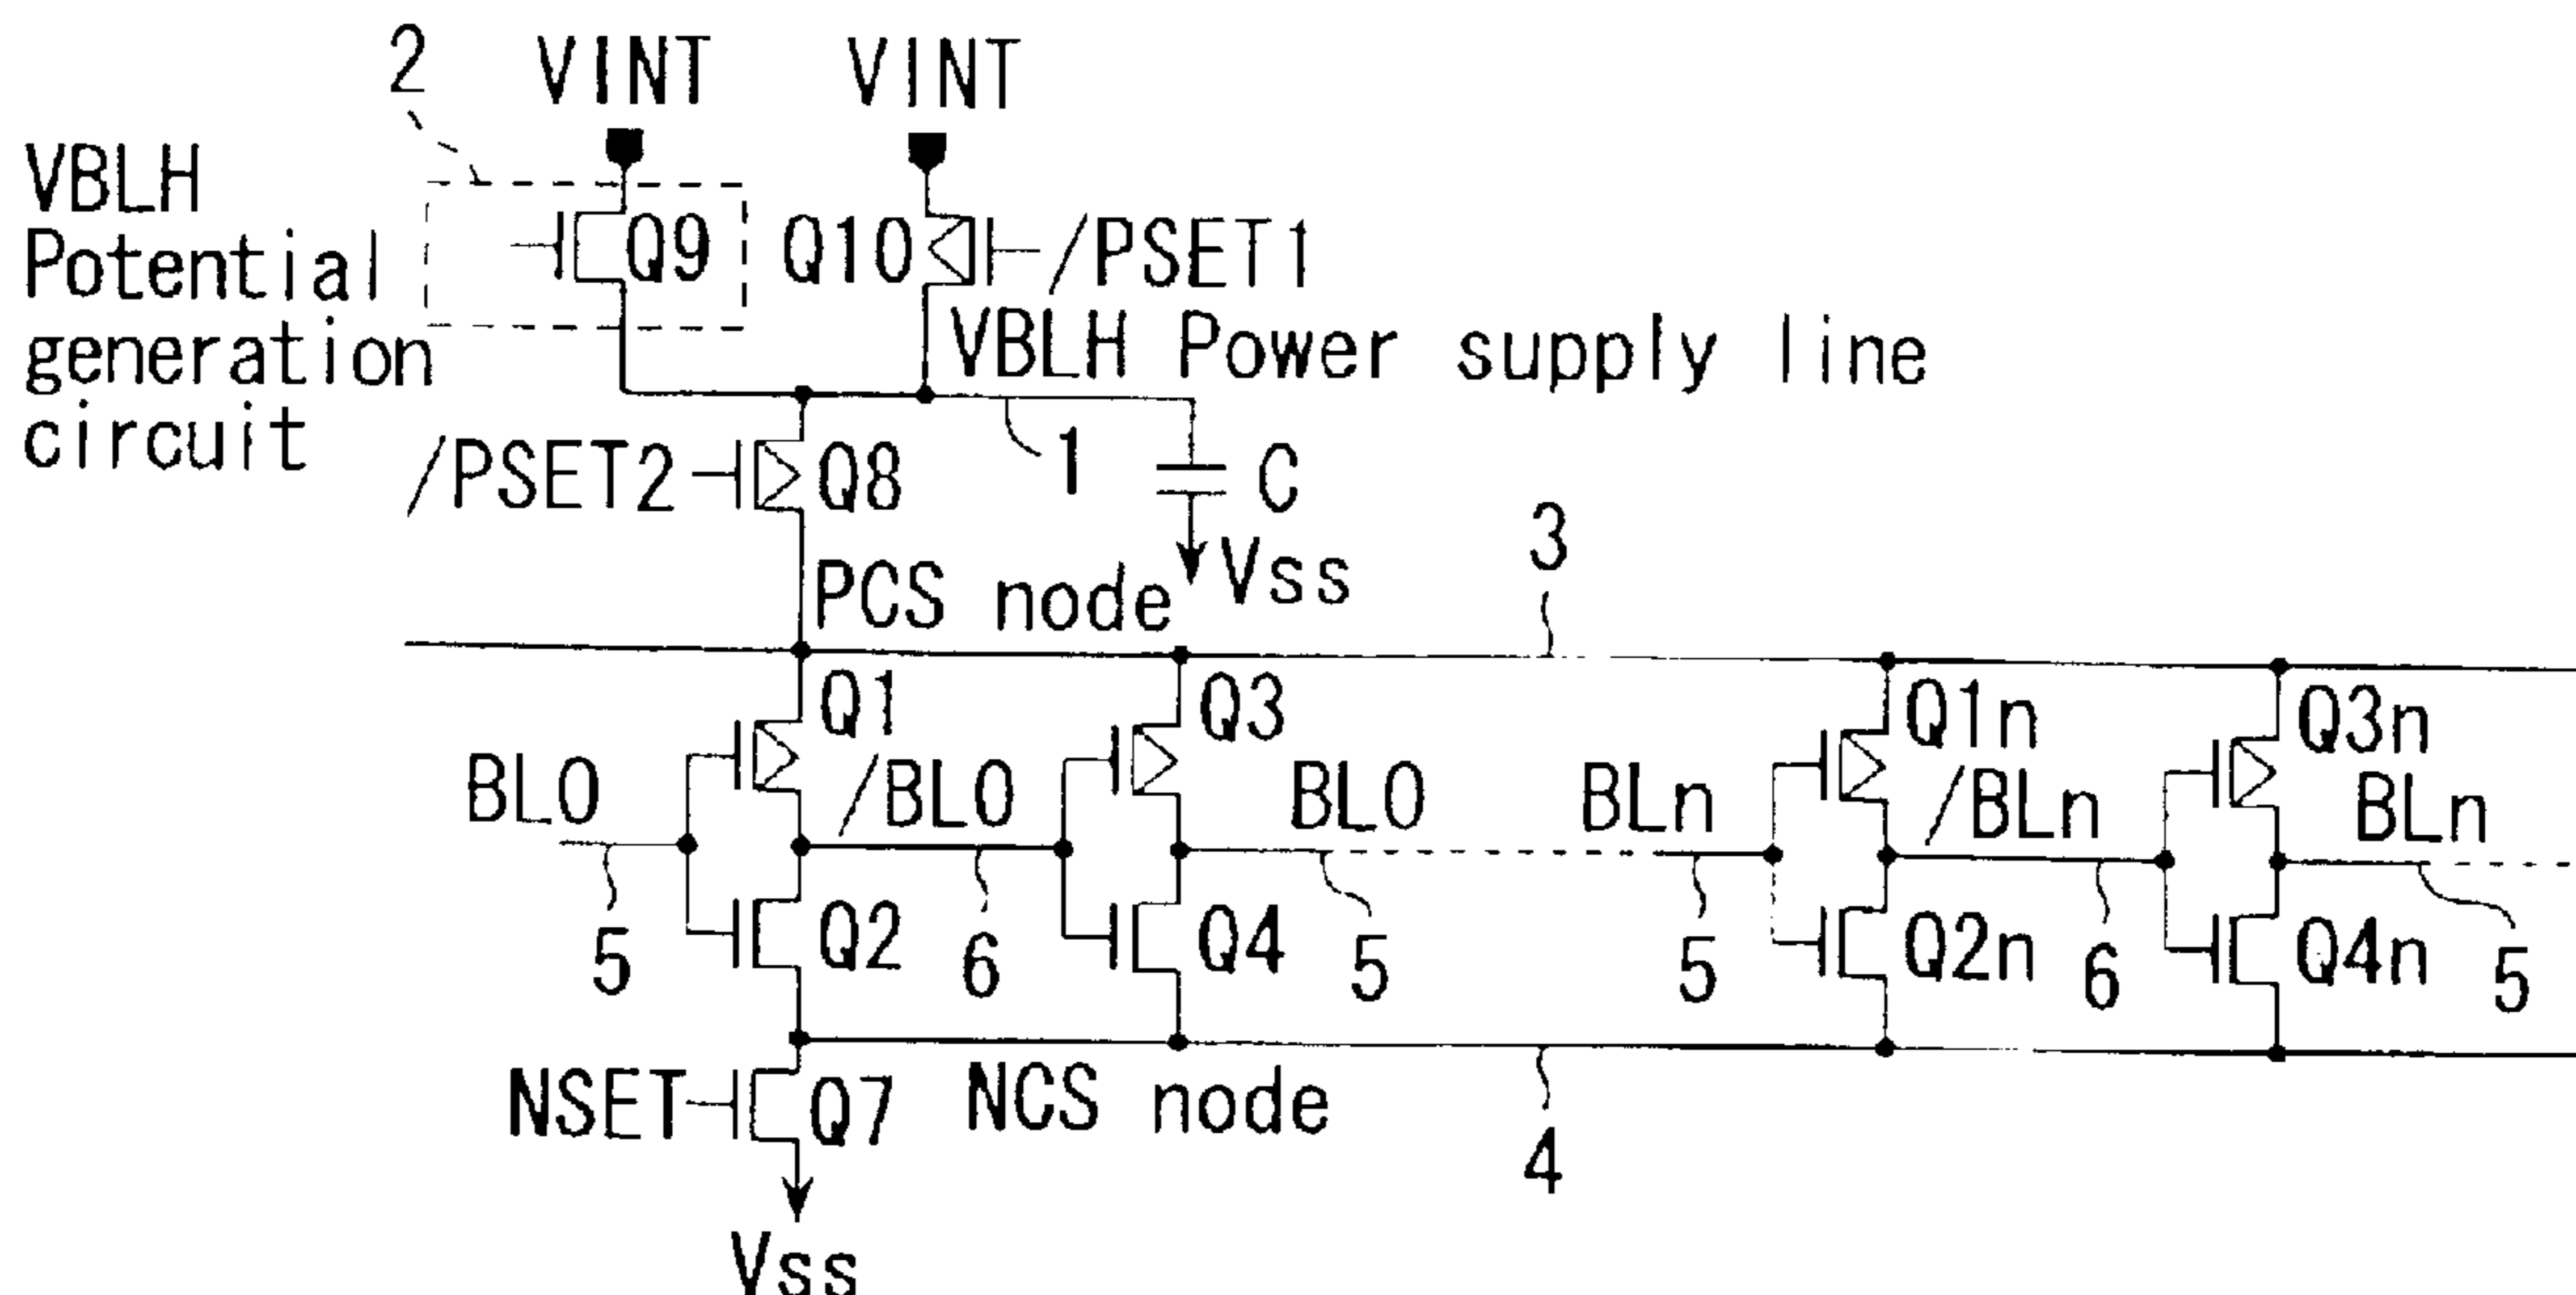 2 VINT VINT
VBLH
Potential
generation
circuit
Q9 Q10 /PSET1
VBLH Power supply line
/PSET2 Q8 1 C
Vss
PCS node 3
Q1 Q3 Q1n Q3n
BL0 /BL0 BL0 BLn /BLn BLn
5 Q2 6 Q4 5 5 Q2n 6 Q4n 5
NSET Q7 NCS node
4
Vss